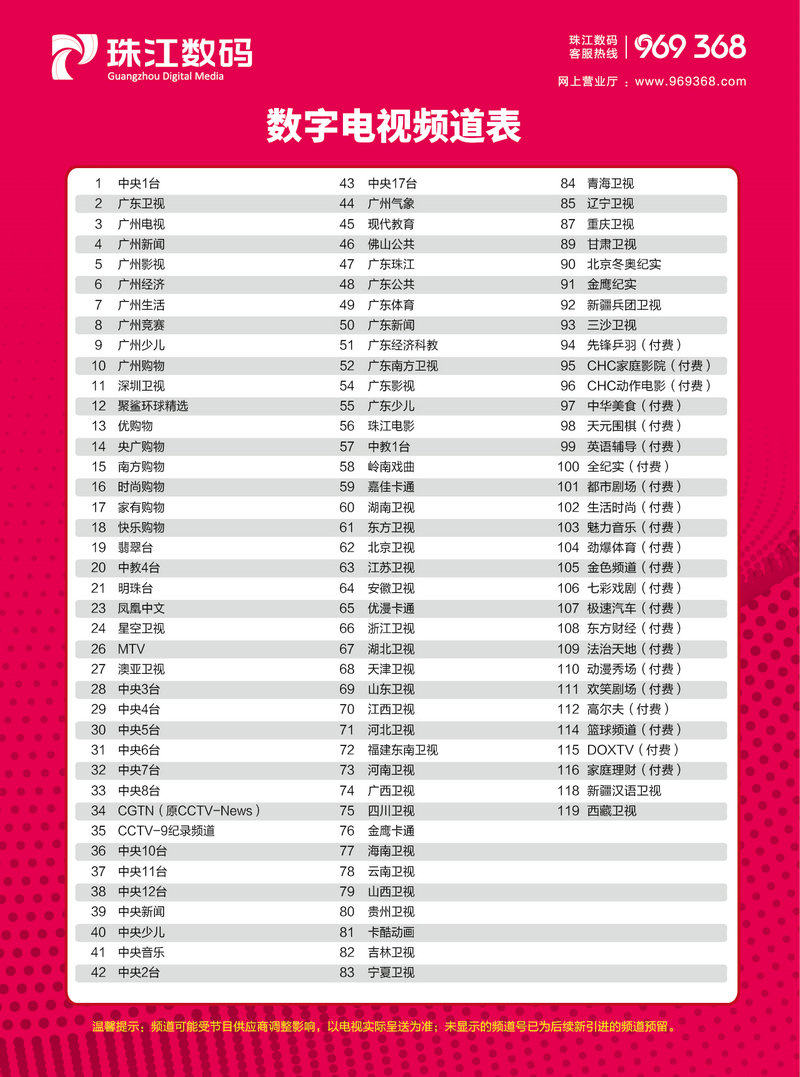 珠江数码
Guangzhou Digital Media
珠江数码
客服热线
969 368
网上营业厅 : www.969368.com
数字电视频道表
1 中央1台
2 广东卫视
3 广州电视
4 广州新闻
5 广州影视
6 广州经济
7 广州生活
8 广州竞赛
9 广州少儿
10 广州购物
11 深圳卫视
12 聚鲨环球精选
13 优购物
14 央广购物
15 南方购物
16 时尚购物
17 家有购物
18 快乐购物
19 翡翠台
20 中教4台
21 明珠台
23 凤凰中文
24 星空卫视
26 MTV
27 澳亚卫视
28 中央3台
29 中央4台
30 中央5台
31 中央6台
32 中央7台
33 中央8台
34 CGTN（原CCTV-News）
35 CCTV-9纪录频道
36 中央10台
37 中央11台
38 中央12台
39 中央新闻
40 中央少儿
41 中央音乐
42 中央2台
43 中央17台
44 广州气象
45 现代教育
46 佛山公共
47 广东珠江
48 广东公共
49 广东体育
50 广东新闻
51 广东经济科教
52 广东南方卫视
54 广东影视
55 广东少儿
56 珠江电影
57 中教1台
58 岭南戏曲
59 嘉佳卡通
60 湖南卫视
61 东方卫视
62 北京卫视
63 江苏卫视
64 安徽卫视
65 优漫卡通
66 浙江卫视
67 湖北卫视
68 天津卫视
69 山东卫视
70 江西卫视
71 河北卫视
72 福建东南卫视
73 河南卫视
74 广西卫视
75 四川卫视
76 金鹰卡通
77 海南卫视
78 云南卫视
79 山西卫视
80 贵州卫视
81 卡酷动画
82 吉林卫视
83 宁夏卫视
84 青海卫视
85 辽宁卫视
87 重庆卫视
89 甘肃卫视
90 北京冬奥纪实
91 金鹰纪实
92 新疆兵团卫视
93 三沙卫视
94 先锋乒羽（付费）
95 CHC家庭影院（付费）
96 CHC动作电影（付费）
97 中华美食（付费）
98 天元围棋（付费）
99 英语辅导（付费）
100 全纪实（付费）
101 都市剧场（付费）
102 生活时尚（付费）
103 魅力音乐（付费）
104 劲爆体育（付费）
105 金色频道（付费）
106 七彩戏剧（付费）
107 极速汽车（付费）
108 东方财经（付费）
109 法治天地（付费）
110 动漫秀场（付费）
111 欢笑剧场（付费）
112 高尔夫（付费）
114 篮球频道（付费）
115 DOXTV（付费）
116 家庭理财（付费）
118 新疆汉语卫视
119 西藏卫视
温馨提示：频道可能受节目供应商调整影响，以电视实际呈送为准；未显示的频道号已为后续新引进的频道预留。